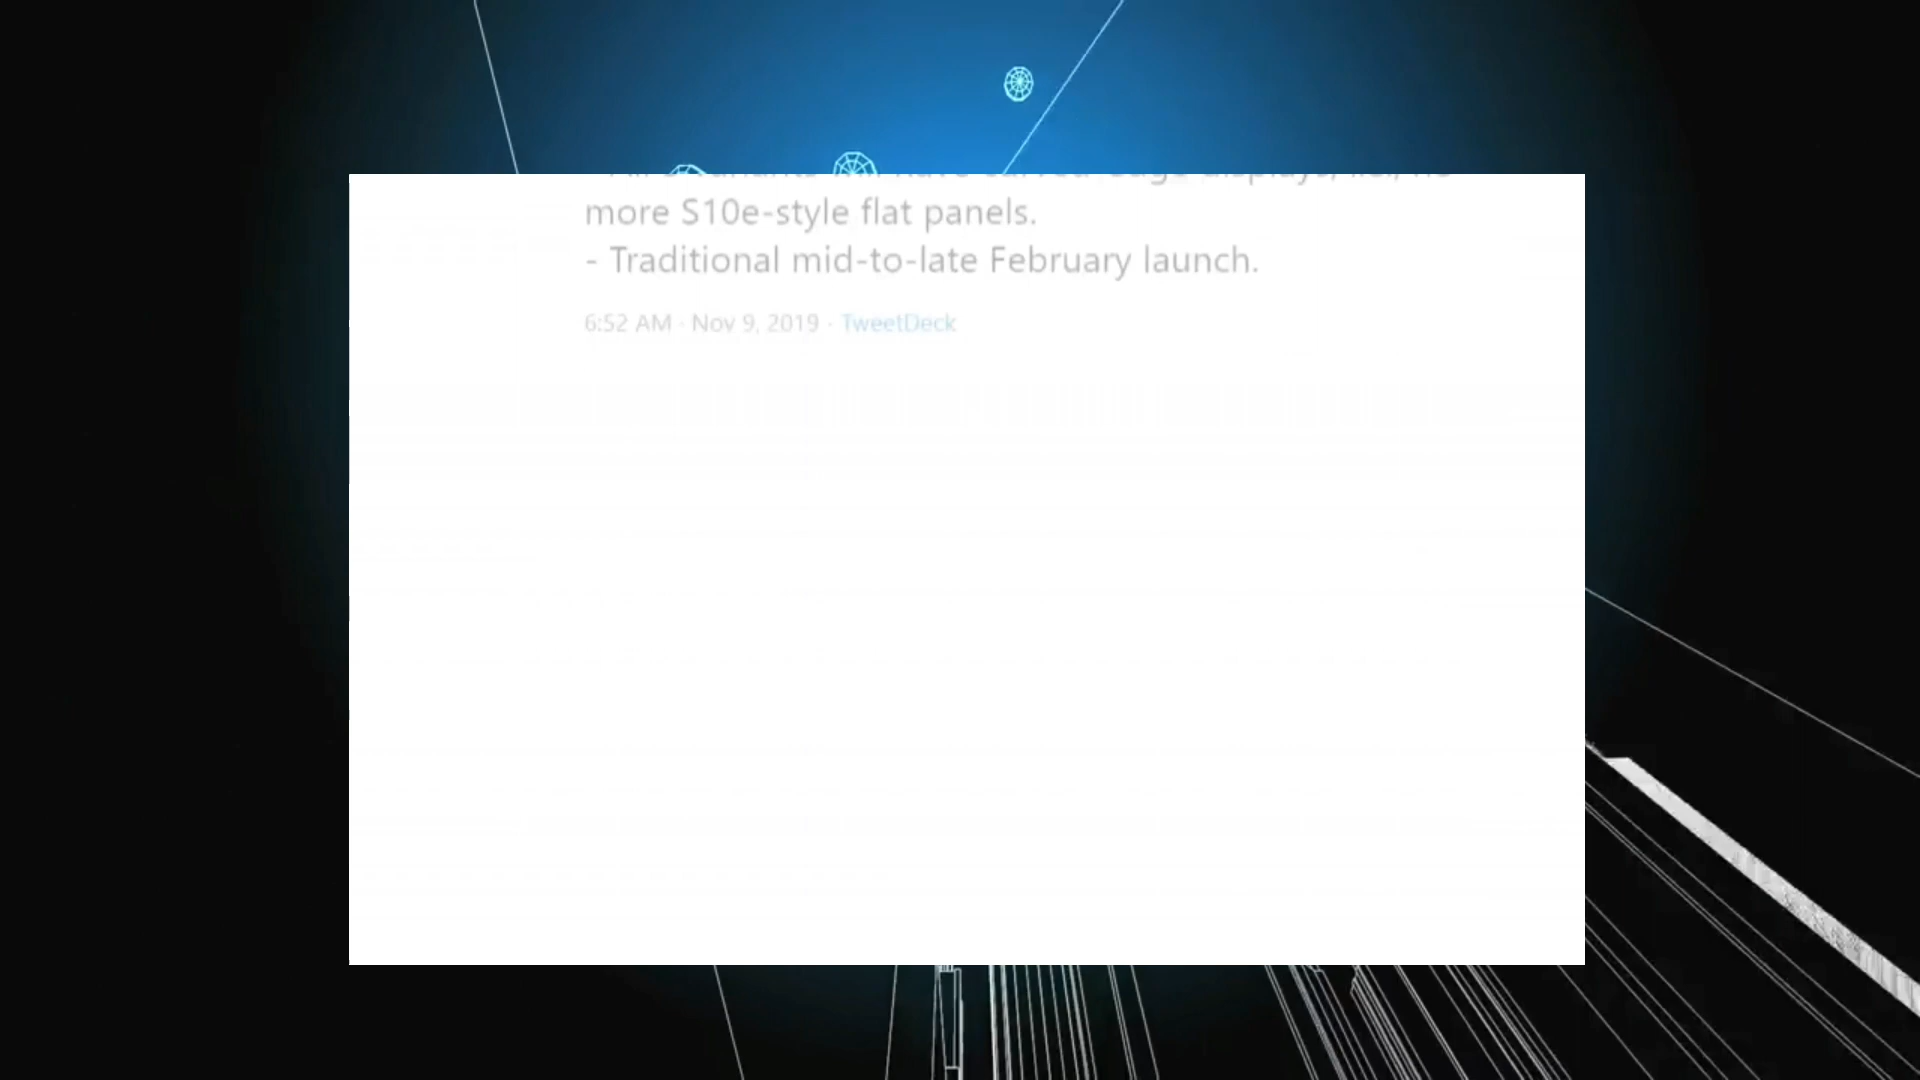 more S10e-style flat panels.
- Traditional mid-to-late February launch.
6:52 AM · Nov 9, 2019 · TweetDeck